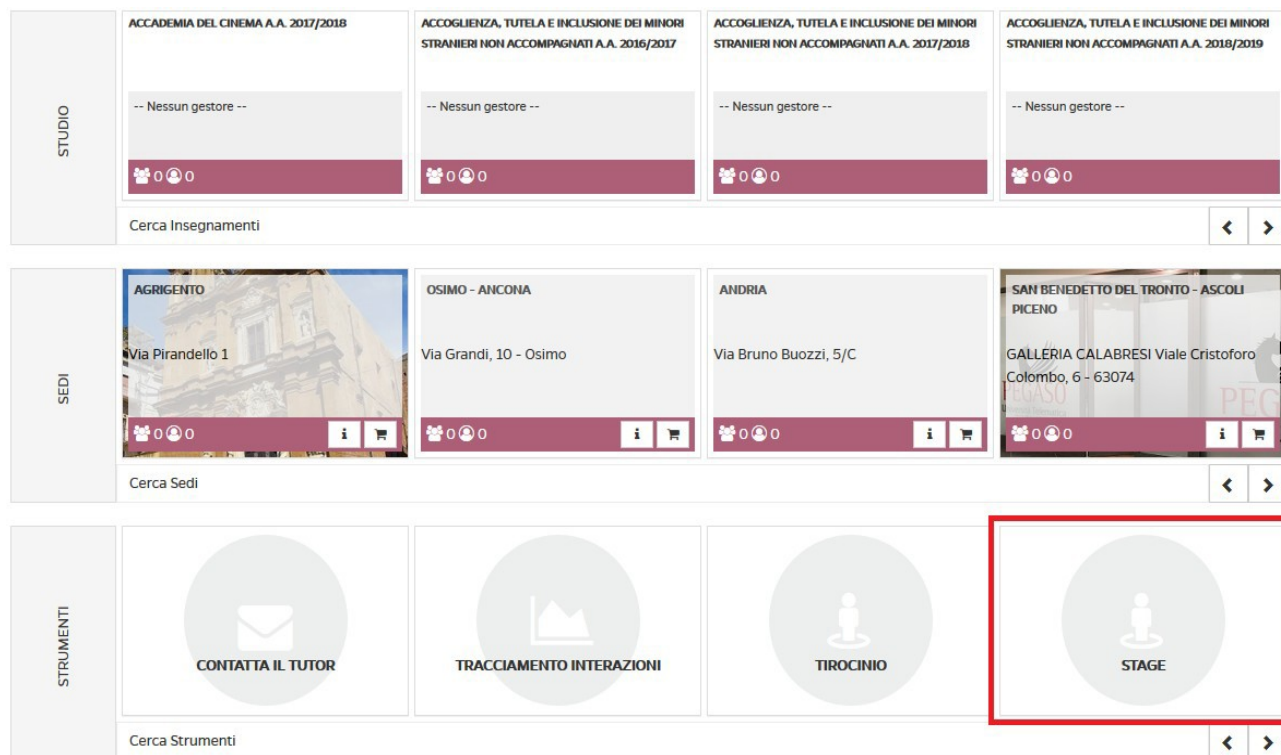 STUDIO
ACCADEMIA DEL CINEMA A.A. 2017/2018
-- Nessun gestore --
0 0
ACCOGLIENZA, TUTELA E INCLUSIONE DEI MINORI
STRANIERI NON ACCOMPAGNATI A.A. 2016/2017
-- Nessun gestore --
0 0
ACCOGLIENZA, TUTELA E INCLUSIONE DEI MINORI
STRANIERI NON ACCOMPAGNATI A.A. 2017/2018
-- Nessun gestore --
0 0
ACCOGLIENZA, TUTELA E INCLUSIONE DEI MINORI
STRANIERI NON ACCOMPAGNATI A.A. 2018/2019
-- Nessun gestore --
0 0
Cerca Insegnamenti
SEDI
AGRIGENTO
Via Pirandello 1
0 0
OSIMO - ANCONA
Via Grandi, 10 - Osimo
0 0
ANDRIA
Via Bruno Buozzi, 5/C
0 0
SAN BENEDETTO DEL TRONTO - ASCOLI
PICENO
GALLERIA CALABRESI Viale Cristoforo
Colombo, 6 - 63074
PEGASO
PEG
0 0
Cerca Sedi
STRUMENTI
CONTATTA IL TUTOR
TRACCIAMENTO INTERAZIONI
TIROCINIO
STAGE
Cerca Strumenti